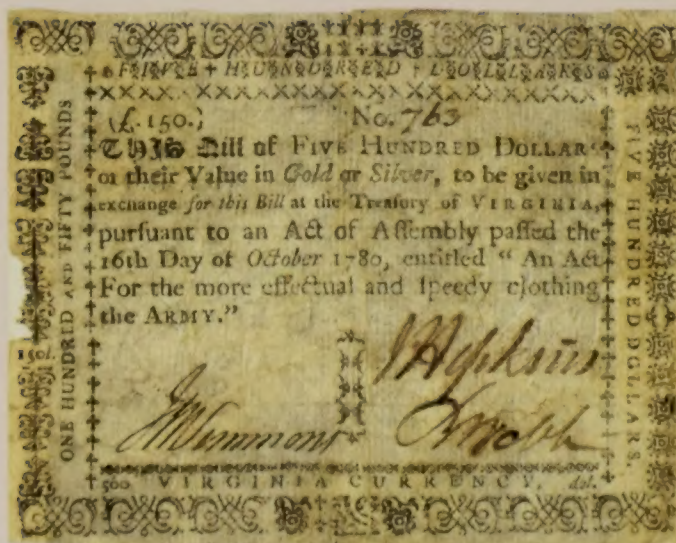 FIVE HUNDRED DOLLARS
(£.150.) No. 763
THIS Bill of FIVE HUNDRED DOLLARS
or their Value in Gold or Silver, to be given in
exchange for this Bill at the Treasury of VIRGINIA,
purſuant to an Act of Aſſembly paſſed the
16th Day of October 1780, entitled “ An Act
For the more effectual and ſpeedy clothing
the ARMY.”
J Hopkins
500 VIRGINIA CURRENCY, dol.
ONE HUNDRED AND FIFTY POUNDS
FIVE HUNDRED DOLLARS,